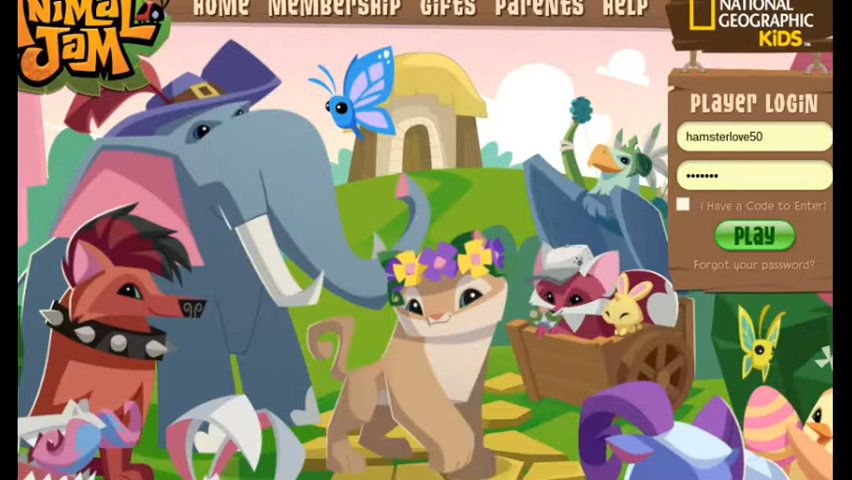 NIMAL
JAM
HOME MEMBERSHIP GIFTS PARENTS HELP
NATIONAL
GEOGRAPHIC
KiDS
PLAYER LOGIN
hamsterlove50
•••••••
I Have a Code to Enter!
PLAY
Forgot your password?